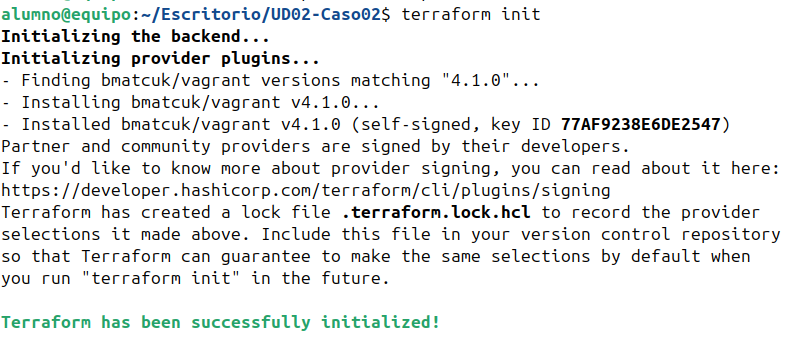 alumno@equipo:~/Escritorio/UD02-Caso02$ terraform init
Initializing the backend...
Initializing provider plugins...
- Finding bmatcuk/vagrant versions matching "4.1.0"...
- Installing bmatcuk/vagrant v4.1.0...
- Installed bmatcuk/vagrant v4.1.0 (self-signed, key ID 77AF9238E6DE2547)
Partner and community providers are signed by their developers.
If you'd like to know more about provider signing, you can read about it here:
https://developer.hashicorp.com/terraform/cli/plugins/signing
Terraform has created a lock file .terraform.lock.hcl to record the provider
selections it made above. Include this file in your version control repository
so that Terraform can guarantee to make the same selections by default when
you run "terraform init" in the future.
Terraform has been successfully initialized!